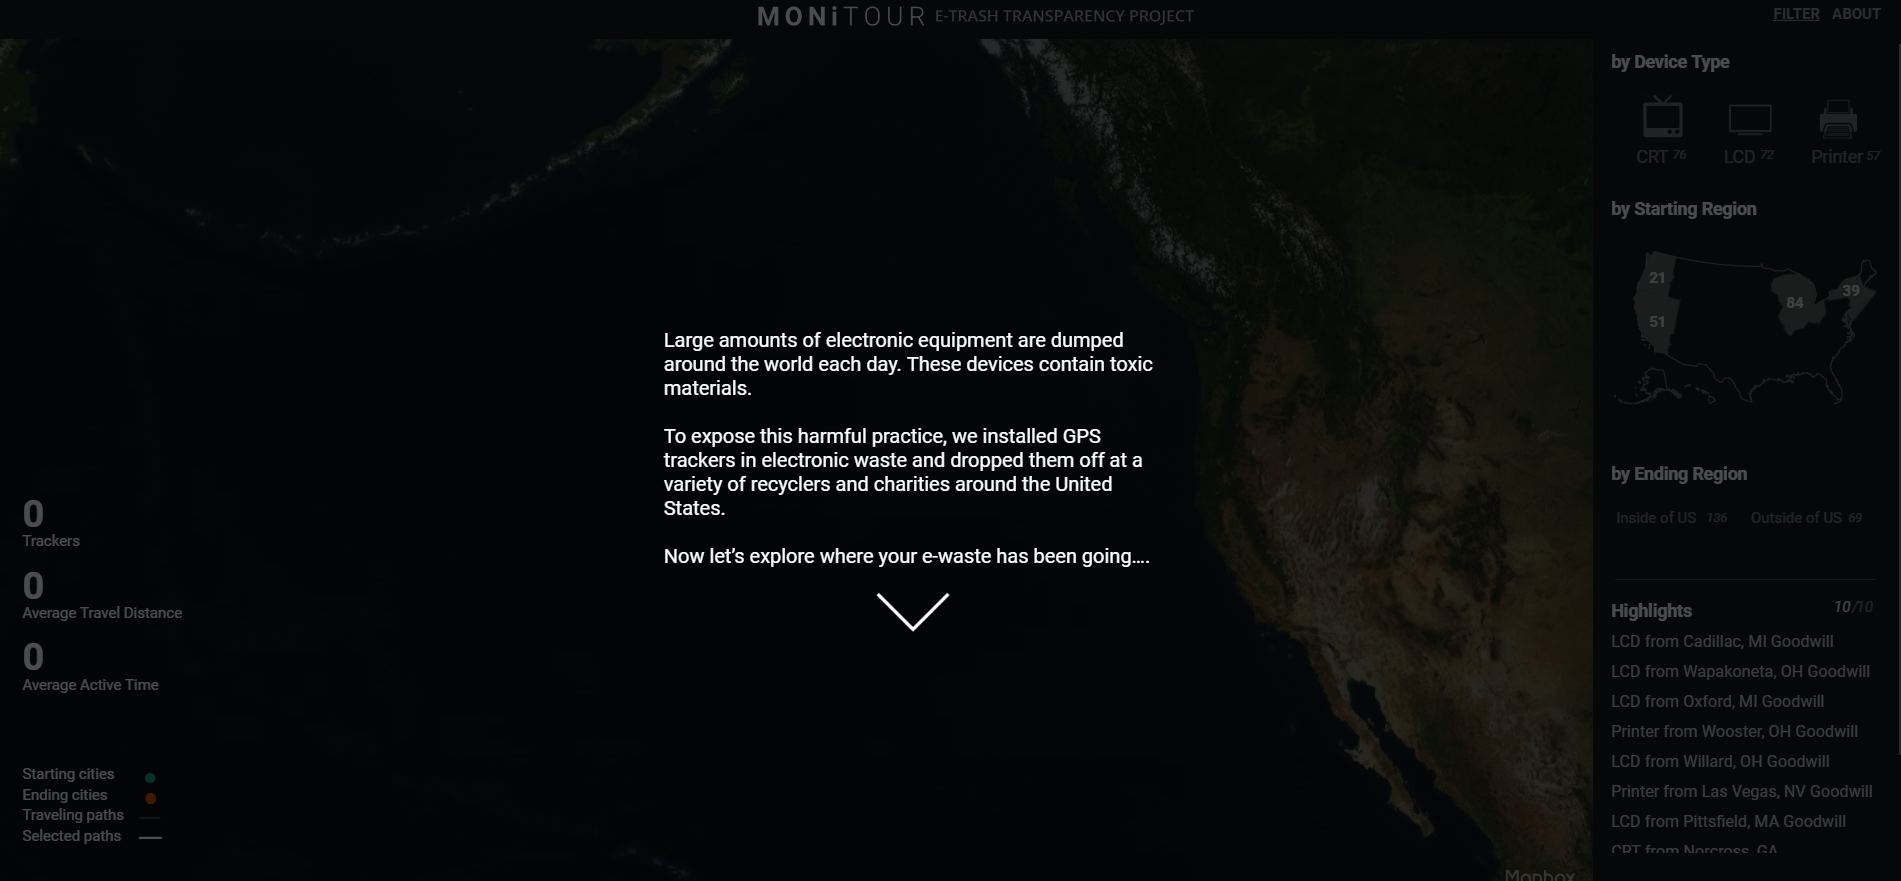 MONiTOUR E-TRASH TRANSPARENCY PROJECT
FILTER ABOUT
by Device Type
CRT 76 LCD 72 Printer 57
by Starting Region
21
39
84
51
Large amounts of electronic equipment are dumped
around the world each day. These devices contain toxic
materials.
To expose this harmful practice, we installed GPS
trackers in electronic waste and dropped them off at a
variety of recyclers and charities around the United
States.
Now let’s explore where your e-waste has been going....
by Ending Region
Inside of US 136 Outside of US 69
0
Trackers
0
Average Travel Distance
0
Average Active Time
Highlights 10/10
LCD from Cadillac, MI Goodwill
LCD from Wapakoneta, OH Goodwill
LCD from Oxford, MI Goodwill
Printer from Wooster, OH Goodwill
LCD from Willard, OH Goodwill
Printer from Las Vegas, NV Goodwill
LCD from Pittsfield, MA Goodwill
CRT from Norcross, GA
Starting cities
Ending cities
Traveling paths
Selected paths
Mapbox